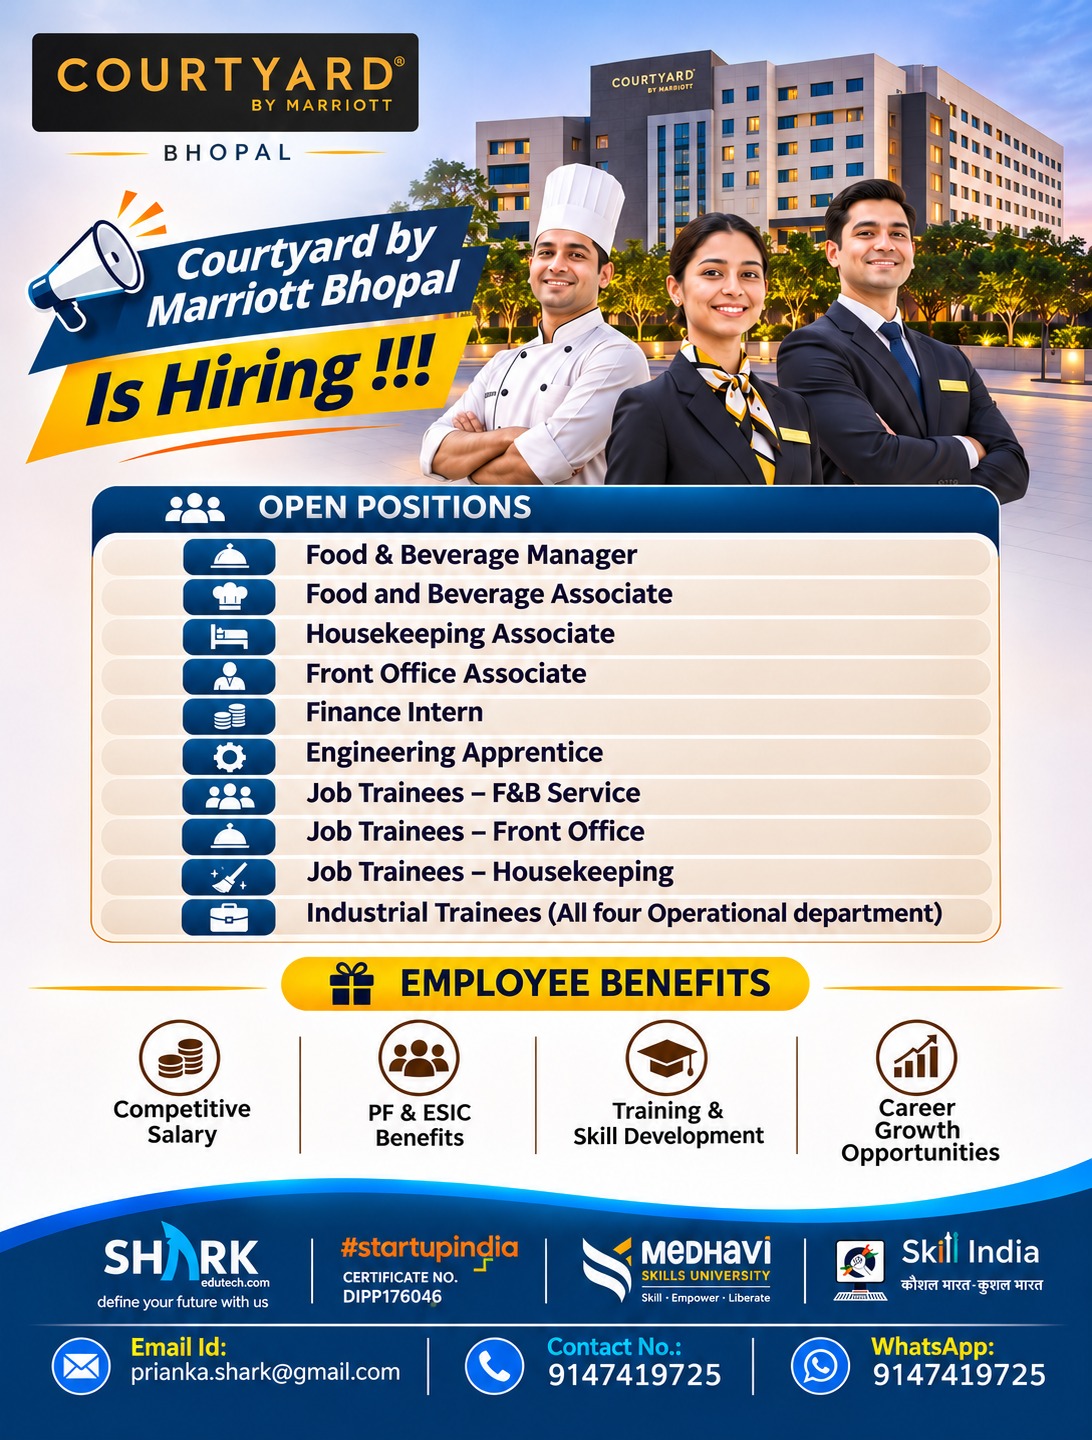 COURTYARD®
BY MARRIOTT
BHOPAL
COURTYARD
BY MARRIOTT
Courtyard by
Marriott Bhopal
Is Hiring !!!
OPEN POSITIONS
Food & Beverage Manager
Food and Beverage Associate
Housekeeping Associate
Front Office Associate
Finance Intern
Engineering Apprentice
Job Trainees – F&B Service
Job Trainees – Front Office
Job Trainees – Housekeeping
Industrial Trainees (All four Operational department)
EMPLOYEE BENEFITS
Competitive
Salary
PF & ESIC
Benefits
Training &
Skill Development
Career
Growth
Opportunities
SHARK
edutech.com
define your future with us
#startupindia
CERTIFICATE NO.
DIPP176046
MEDHAVI
SKILLS UNIVERSITY
Skill · Empower · Liberate
Skill India
कौशल भारत-कुशल भारत
Email Id:
prianka.shark@gmail.com
Contact No.:
9147419725
WhatsApp:
9147419725